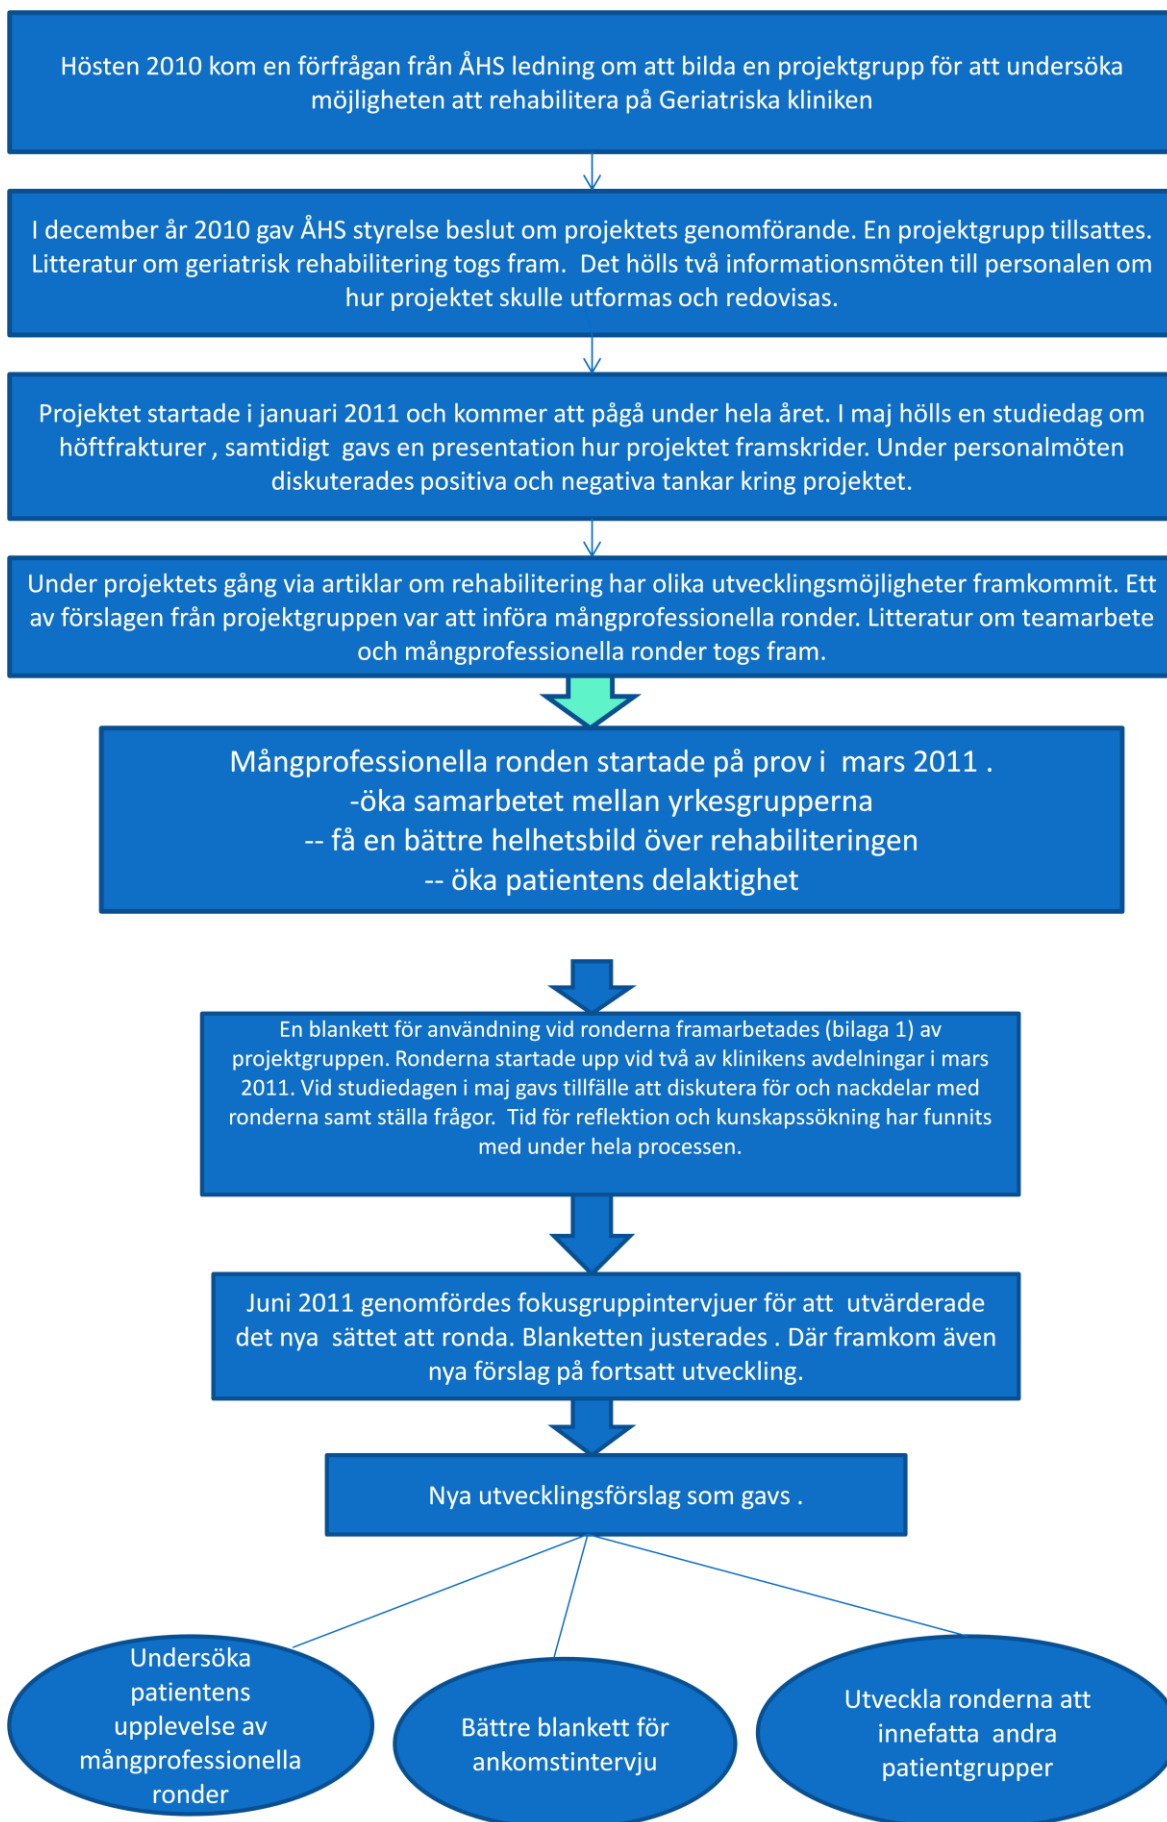 Hösten 2010 kom en förfrågan från ÅHS ledning om att bilda en projektgrupp för att undersöka
möjligheten att rehabilitera på Geriatriska kliniken
I december år 2010 gav ÅHS styrelse beslut om projektets genomförande. En projektgrupp tillsattes.
Litteratur om geriatrisk rehabilitering togs fram. Det hölls två informationsmöten till personalen om
hur projektet skulle utformas och redovisas.
Projektet startade i januari 2011 och kommer att pågå under hela året. I maj hölls en studiedag om
höftfrakturer , samtidigt gavs en presentation hur projektet framskrider. Under personalmöten
diskuterades positiva och negativa tankar kring projektet.
Under projektets gång via artiklar om rehabilitering har olika utvecklingsmöjligheter framkommit. Ett
av förslagen från projektgruppen var att införa mångprofessionella ronder. Litteratur om teamarbete
och mångprofessionella ronder togs fram.
Mångprofessionella ronden startade på prov i mars 2011 .
-öka samarbetet mellan yrkesgrupperna
-- få en bättre helhetsbild över rehabiliteringen
-- öka patientens delaktighet
En blankett för användning vid ronderna framarbetades (bilaga 1) av
projektgruppen. Ronderna startade upp vid två av klinikens avdelningar i mars
2011. Vid studiedagen i maj gavs tillfälle att diskutera för och nackdelar med
ronderna samt ställa frågor. Tid för reflektion och kunskapssökning har funnits
med under hela processen.
Juni 2011 genomfördes fokusgruppintervjuer för att utvärderade
det nya sättet att ronda. Blanketten justerades . Där framkom även
nya förslag på fortsatt utveckling.
Nya utvecklingsförslag som gavs .
Undersöka
patientens
upplevelse av
mångprofessionella
ronder
Bättre blankett för
ankomstintervju
Utveckla ronderna att
innefatta andra
patientgrupper